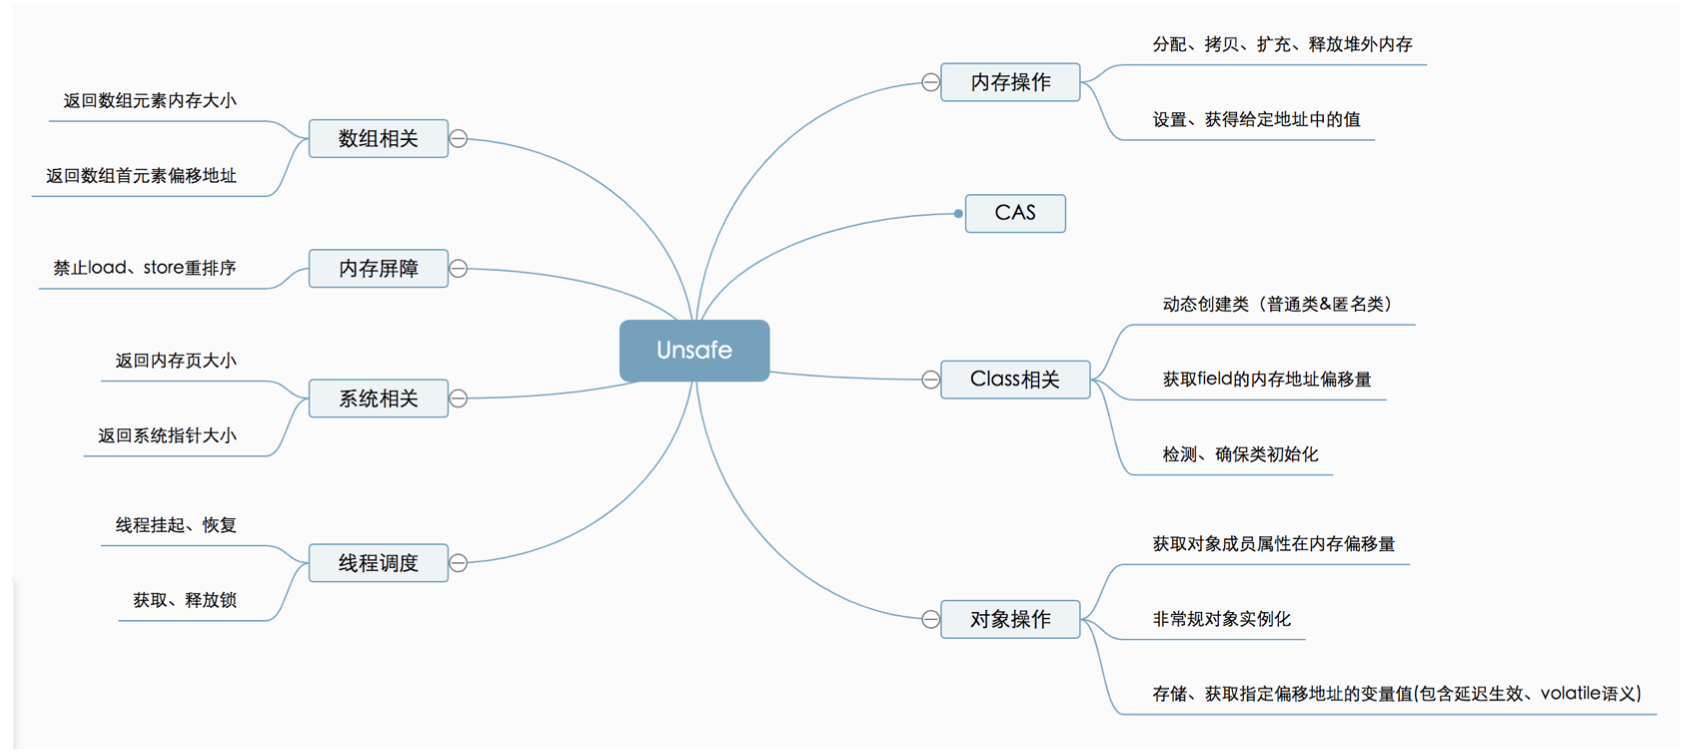 Unsafe
内存操作
分配、拷贝、扩充、释放堆外内存
设置、获得给定地址中的值
CAS
Class相关
动态创建类（普通类&匿名类）
获取field的内存地址偏移量
检测、确保类初始化
对象操作
获取对象成员属性在内存偏移量
非常规对象实例化
存储、获取指定偏移地址的变量值(包含延迟生效、volatile语义)
数组相关
返回数组元素内存大小
返回数组首元素偏移地址
内存屏障
禁止load、store重排序
系统相关
返回内存页大小
返回系统指针大小
线程调度
线程挂起、恢复
获取、释放锁